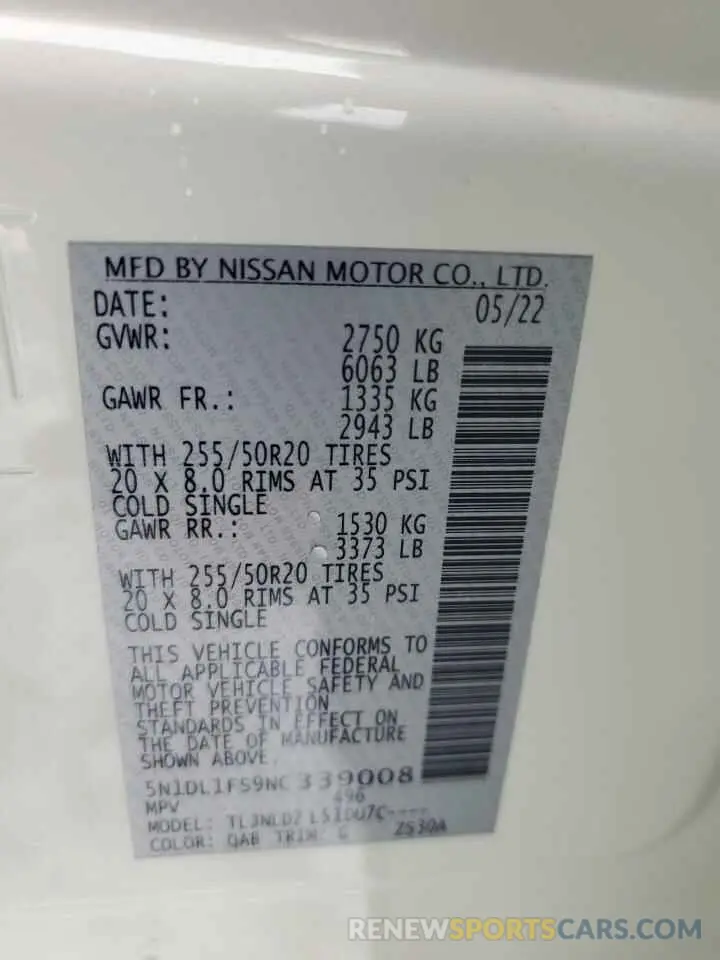 MFD BY NISSAN MOTOR CO., LTD.
DATE: 05/22
GVWR: 2750 KG
6063 LB
GAWR FR.: 1335 KG
2943 LB
WITH 255/50R20 TIRES
20 X 8.0 RIMS AT 35 PSI
COLD SINGLE
GAWR RR.: 1530 KG
3373 LB
WITH 255/50R20 TIRES
20 X 8.0 RIMS AT 35 PSI
COLD SINGLE
THIS VEHICLE CONFORMS TO
ALL APPLICABLE FEDERAL
MOTOR VEHICLE SAFETY AND
THEFT PREVENTION
STANDARDS IN EFFECT ON
THE DATE OF MANUFACTURE
SHOWN ABOVE.
5N1DL1FS9NC339008
MPV 496
MODEL:
COLOR: QAB TRIM: G ZS30A
RENEWSPORTSCARS.COM